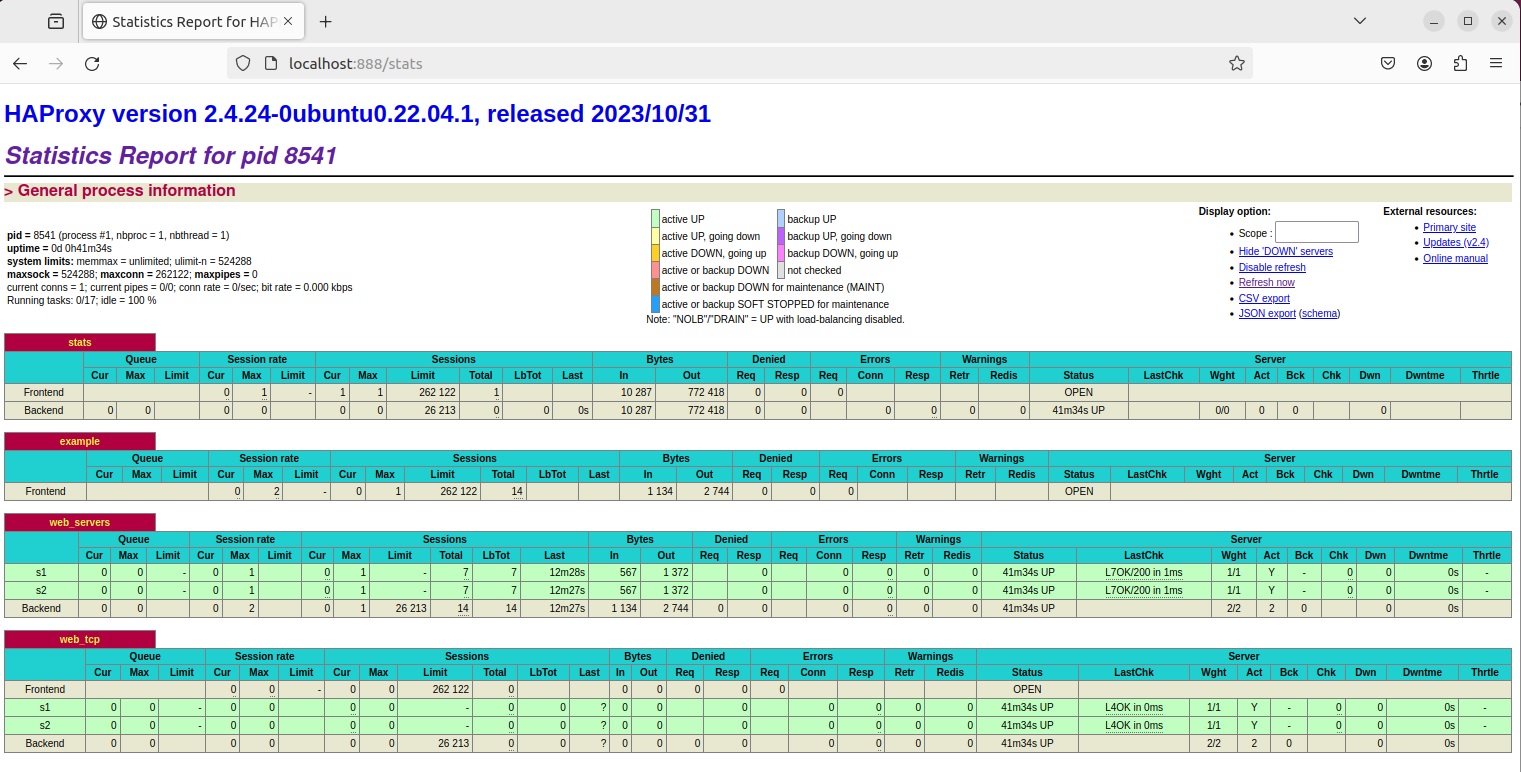 Statistics Report for HAP
localhost:888/stats
HAProxy version 2.4.24-0ubuntu0.22.04.1, released 2023/10/31
Statistics Report for pid 8541
> General process information
pid = 8541 (process #1, nbproc = 1, nbthread = 1)
uptime = 0d 0h41m34s
system limits: memmax = unlimited; ulimit-n = 524288
maxsock = 524288; maxconn = 262122; maxpipes = 0
current conns = 1; current pipes = 0/0; conn rate = 0/sec; bit rate = 0.000 kbps
Running tasks: 0/17; idle = 100 %
active UP backup UP
active UP, going down backup UP, going down
active DOWN, going up backup DOWN, going up
active or backup DOWN not checked
active or backup DOWN for maintenance (MAINT)
active or backup SOFT STOPPED for maintenance
Note: "NOLB"/"DRAIN" = UP with load-balancing disabled.
Display option:
• Scope :
• Hide 'DOWN' servers
• Disable refresh
• Refresh now
• CSV export
• JSON export (schema)
External resources:
• Primary site
• Updates (v2.4)
• Online manual
stats
Queue Session rate Sessions Bytes Denied Errors Warnings Server
Cur Max Limit Cur Max Limit Cur Max Limit Total LbTot Last In Out Req Resp Req Conn Resp Retr Redis Status LastChk Wght Act Bck Chk Dwn Dwntme Thrtle
Frontend 0 1 - 1 1 262 122 1 10 287 772 418 0 0 0 OPEN
Backend 0 0 0 0 0 0 26 213 0 0 0s 10 287 772 418 0 0 0 0 0 0 41m34s UP 0/0 0 0 0
example
Queue Session rate Sessions Bytes Denied Errors Warnings Server
Cur Max Limit Cur Max Limit Cur Max Limit Total LbTot Last In Out Req Resp Req Conn Resp Retr Redis Status LastChk Wght Act Bck Chk Dwn Dwntme Thrtle
Frontend 0 2 - 0 1 262 122 14 1 134 2 744 0 0 0 OPEN
web_servers
Queue Session rate Sessions Bytes Denied Errors Warnings Server
Cur Max Limit Cur Max Limit Cur Max Limit Total LbTot Last In Out Req Resp Req Conn Resp Retr Redis Status LastChk Wght Act Bck Chk Dwn Dwntme Thrtle
s1 0 0 - 0 1 0 1 - 7 7 12m28s 567 1 372 0 0 0 0 0 41m34s UP L7OK/200 in 1ms 1/1 Y - 0 0 0s -
s2 0 0 - 0 1 0 1 - 7 7 12m27s 567 1 372 0 0 0 0 0 41m34s UP L7OK/200 in 1ms 1/1 Y - 0 0 0s -
Backend 0 0 0 2 0 1 26 213 14 14 12m27s 1 134 2 744 0 0 0 0 0 0 41m34s UP 2/2 2 0 0 0s
web_tcp
Queue Session rate Sessions Bytes Denied Errors Warnings Server
Cur Max Limit Cur Max Limit Cur Max Limit Total LbTot Last In Out Req Resp Req Conn Resp Retr Redis Status LastChk Wght Act Bck Chk Dwn Dwntme Thrtle
Frontend 0 0 - 0 0 262 122 0 0 0 0 0 0 OPEN
s1 0 0 - 0 0 0 0 - 0 0 ? 0 0 0 0 0 0 0 41m34s UP L4OK in 0ms 1/1 Y - 0 0 0s -
s2 0 0 - 0 0 0 0 - 0 0 ? 0 0 0 0 0 0 0 41m34s UP L4OK in 0ms 1/1 Y - 0 0 0s -
Backend 0 0 0 0 0 0 26 213 0 0 ? 0 0 0 0 0 0 0 0 41m34s UP 2/2 2 0 0 0s